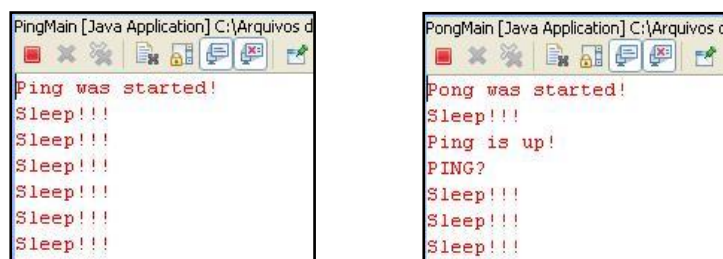 PingMain [Java Application] C:\Arquivos d
Ping was started!
Sleep!!!
Sleep!!!
Sleep!!!
Sleep!!!
Sleep!!!
Sleep!!!
PongMain [Java Application] C:\Arquivos d
Pong was started!
Sleep!!!
Ping is up!
PING?
Sleep!!!
Sleep!!!
Sleep!!!